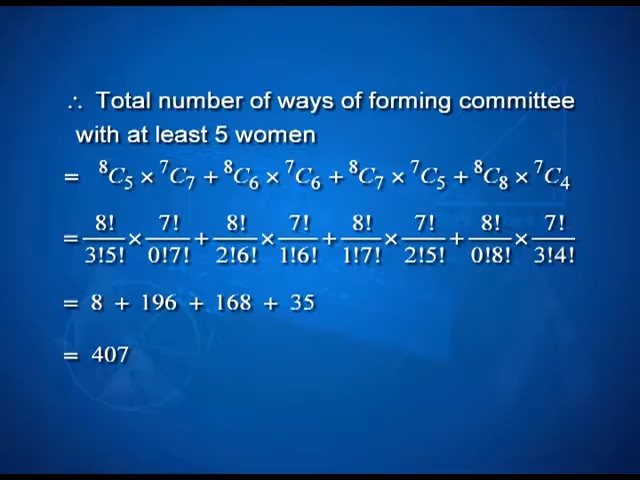 ∴ Total number of ways of forming committee
with at least 5 women
= ⁸C₅ × ⁷C₇ + ⁸C₆ × ⁷C₆ + ⁸C₇ × ⁷C₅ + ⁸C₈ × ⁷C₄
= 8!/3!5! × 7!/0!7! + 8!/2!6! × 7!/1!6! + 8!/1!7! × 7!/2!5! + 8!/0!8! × 7!/3!4!
= 8 + 196 + 168 + 35
= 407